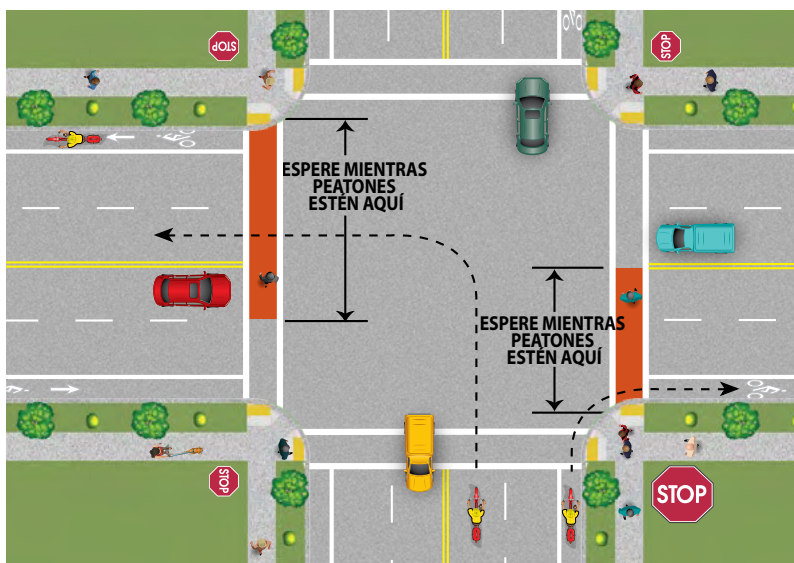 STOP
STOP
ESPERE MIENTRAS
PEATONES
ESTÉN AQUÍ
ESPERE MIENTRAS
PEATONES
ESTÉN AQUÍ
STOP
STOP